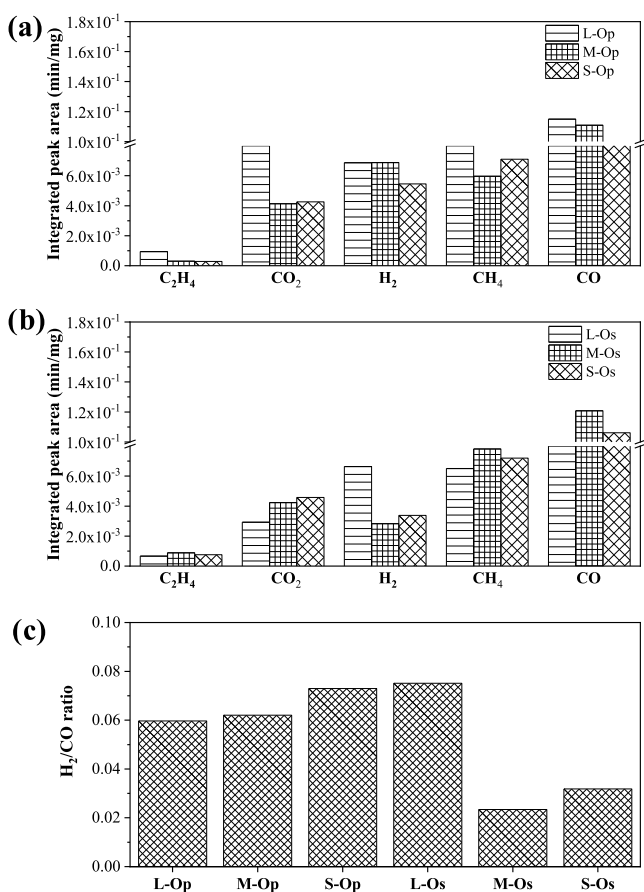 (a)
Integrated peak area (min/mg)
1.8x10⁻¹
1.6x10⁻¹
1.4x10⁻¹
1.2x10⁻¹
1.0x10⁻¹
6.0x10⁻³
4.0x10⁻³
2.0x10⁻³
0.0
L-Op
M-Op
S-Op
C₂H₄ CO₂ H₂ CH₄ CO
(b)
Integrated peak area (min/mg)
1.8x10⁻¹
1.6x10⁻¹
1.4x10⁻¹
1.2x10⁻¹
1.0x10⁻¹
6.0x10⁻³
4.0x10⁻³
2.0x10⁻³
0.0
L-Os
M-Os
S-Os
C₂H₄ CO₂ H₂ CH₄ CO
(c)
H₂/CO ratio
0.10
0.08
0.06
0.04
0.02
0.00
L-Op M-Op S-Op L-Os M-Os S-Os